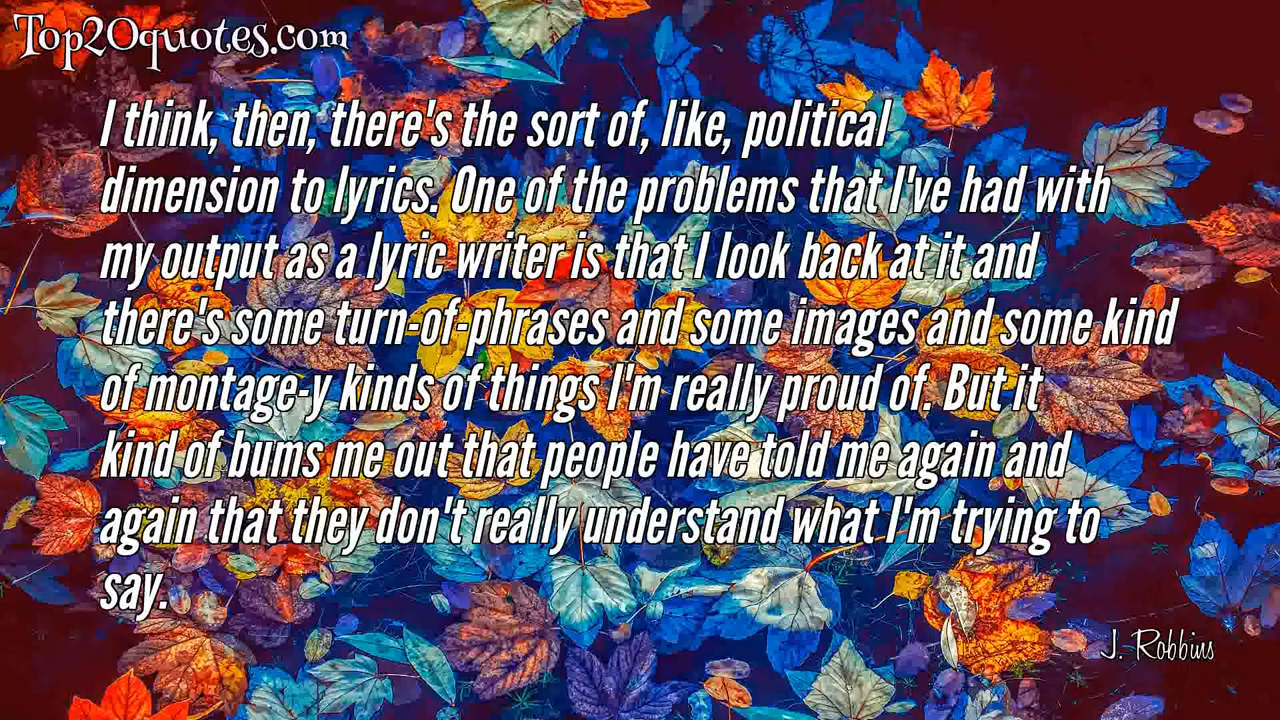 Top20quotes.com
I think, then, there's the sort of, like, political
dimension to lyrics. One of the problems that I've had with
my output as a lyric writer is that I look back at it and
there's some turn-of-phrases and some images and some kind
of montage-y kinds of things I'm really proud of. But it
kind of bums me out that people have told me again and
again that they don't really understand what I'm trying to
say.
J. Robbins